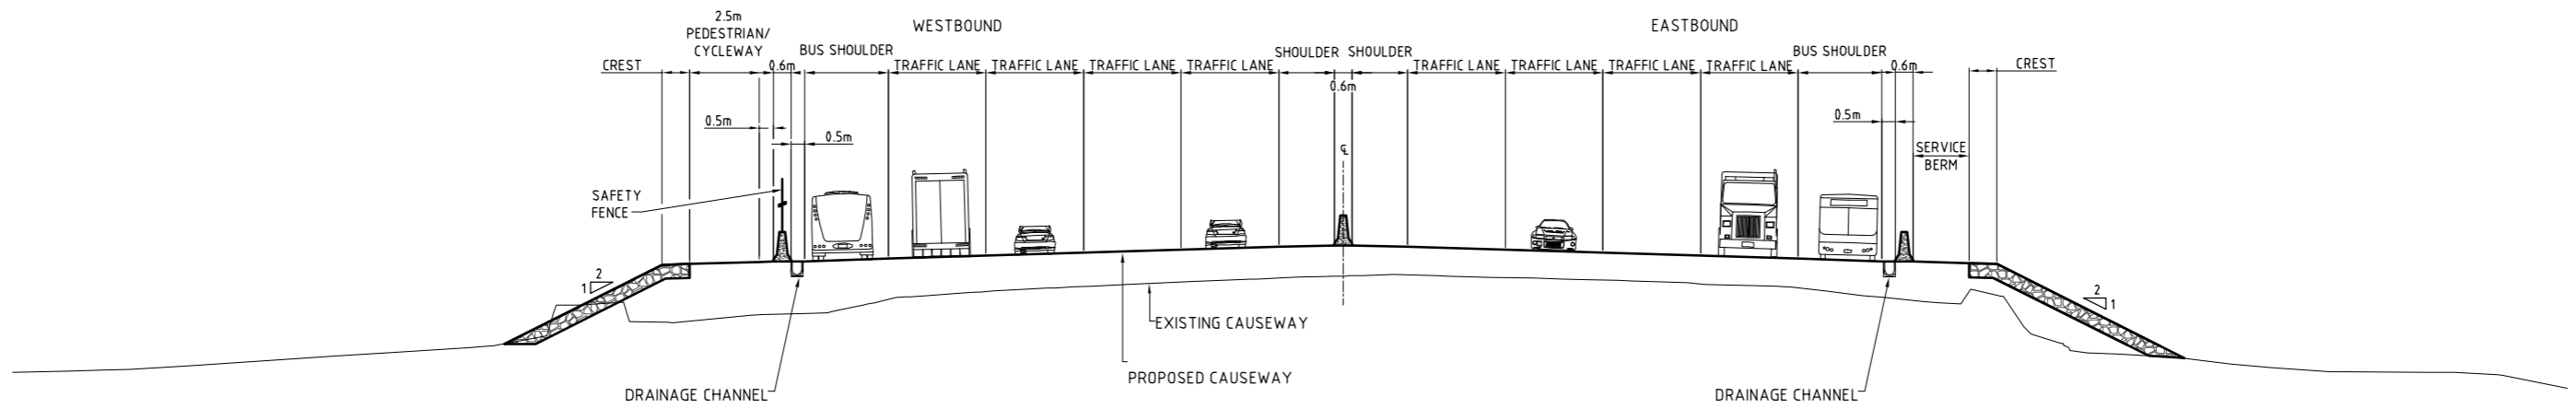 2.5m
PEDESTRIAN/
CYCLEWAY
WESTBOUND
EASTBOUND
BUS SHOULDER
SHOULDER
SHOULDER
BUS SHOULDER
CREST
0.6m
TRAFFIC LANE
TRAFFIC LANE
TRAFFIC LANE
TRAFFIC LANE
TRAFFIC LANE
TRAFFIC LANE
TRAFFIC LANE
TRAFFIC LANE
0.6m
CREST
0.6m
0.5m
0.5m
0.5m
SERVICE
BERM
℄
SAFETY
FENCE
2
1
2
1
EXISTING CAUSEWAY
PROPOSED CAUSEWAY
DRAINAGE CHANNEL
DRAINAGE CHANNEL